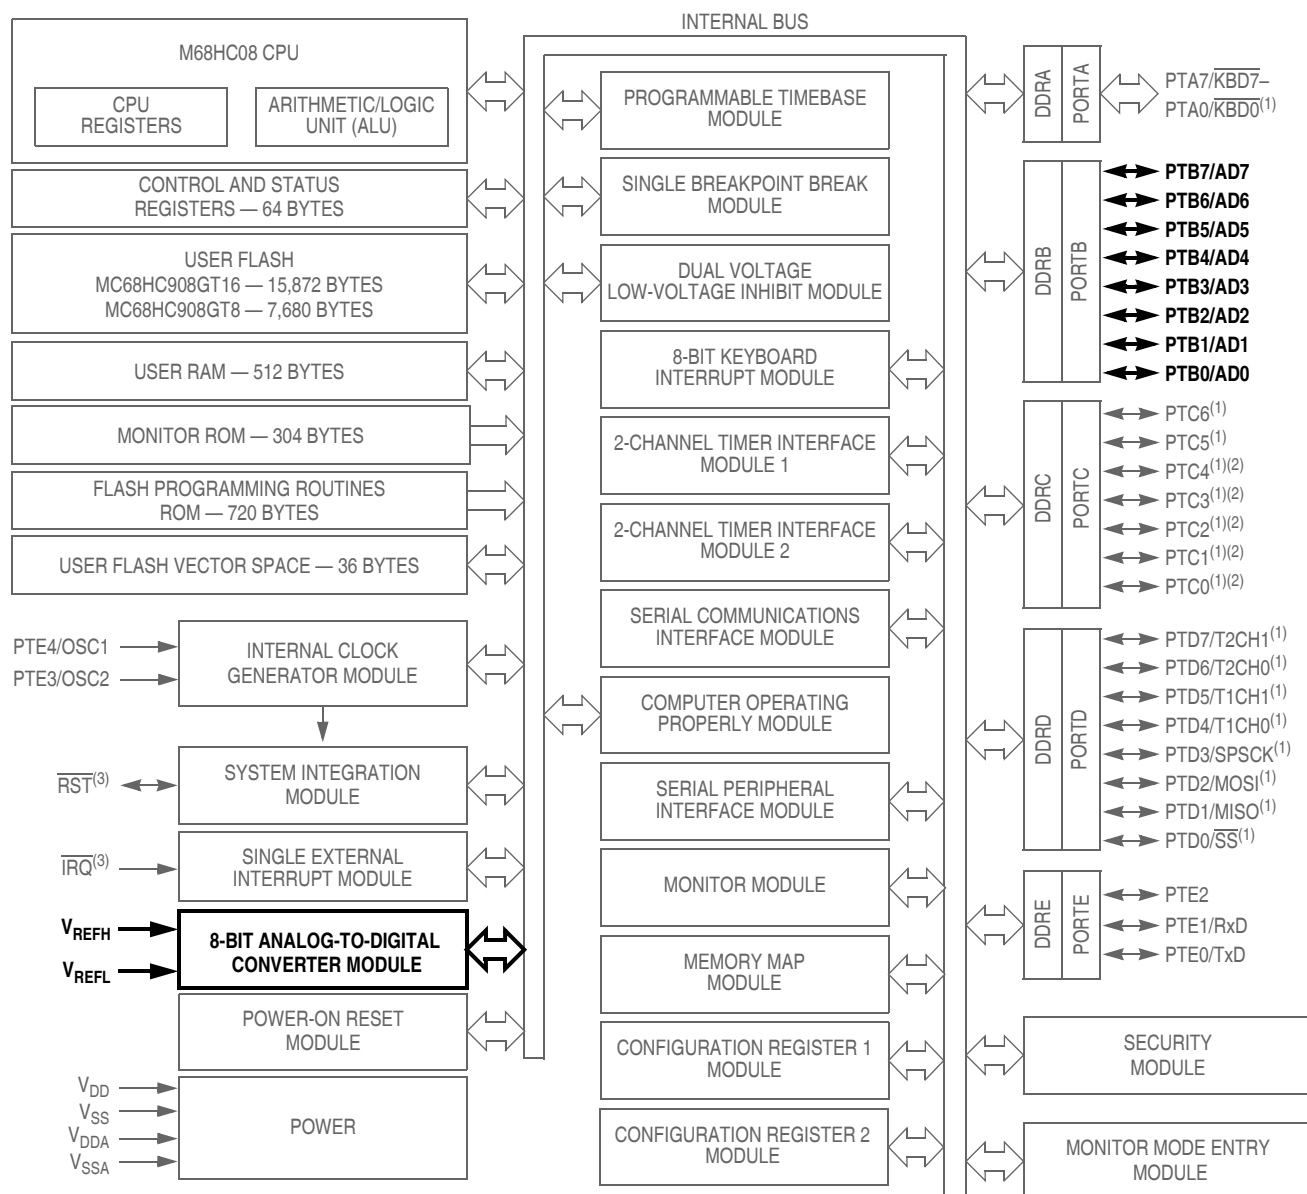 INTERNAL BUS
M68HC08 CPU
CPU
REGISTERS
ARITHMETIC/LOGIC
UNIT (ALU)
CONTROL AND STATUS
REGISTERS — 64 BYTES
USER FLASH
MC68HC908GT16 — 15,872 BYTES
MC68HC908GT8 — 7,680 BYTES
USER RAM — 512 BYTES
MONITOR ROM — 304 BYTES
FLASH PROGRAMMING ROUTINES
ROM — 720 BYTES
USER FLASH VECTOR SPACE — 36 BYTES
PTE4/OSC1
PTE3/OSC2
INTERNAL CLOCK
GENERATOR MODULE
RST(3)
SYSTEM INTEGRATION
MODULE
IRQ(3)
SINGLE EXTERNAL
INTERRUPT MODULE
VREFH
VREFL
8-BIT ANALOG-TO-DIGITAL
CONVERTER MODULE
POWER-ON RESET
MODULE
VDD
VSS
VDDA
VSSA
POWER
PROGRAMMABLE TIMEBASE
MODULE
SINGLE BREAKPOINT BREAK
MODULE
DUAL VOLTAGE
LOW-VOLTAGE INHIBIT MODULE
8-BIT KEYBOARD
INTERRUPT MODULE
2-CHANNEL TIMER INTERFACE
MODULE 1
2-CHANNEL TIMER INTERFACE
MODULE 2
SERIAL COMMUNICATIONS
INTERFACE MODULE
COMPUTER OPERATING
PROPERLY MODULE
SERIAL PERIPHERAL
INTERFACE MODULE
MONITOR MODULE
MEMORY MAP
MODULE
CONFIGURATION REGISTER 1
MODULE
CONFIGURATION REGISTER 2
MODULE
DDRA
PORTA
PTA7/KBD7–
PTA0/KBD0(1)
DDRB
PORTB
PTB7/AD7
PTB6/AD6
PTB5/AD5
PTB4/AD4
PTB3/AD3
PTB2/AD2
PTB1/AD1
PTB0/AD0
DDRC
PORTC
PTC6(1)
PTC5(1)
PTC4(1)(2)
PTC3(1)(2)
PTC2(1)(2)
PTC1(1)(2)
PTC0(1)(2)
DDRD
PORTD
PTD7/T2CH1(1)
PTD6/T2CH0(1)
PTD5/T1CH1(1)
PTD4/T1CH0(1)
PTD3/SPSCK(1)
PTD2/MOSI(1)
PTD1/MISO(1)
PTD0/SS(1)
DDRE
PORTE
PTE2
PTE1/RxD
PTE0/TxD
SECURITY
MODULE
MONITOR MODE ENTRY
MODULE